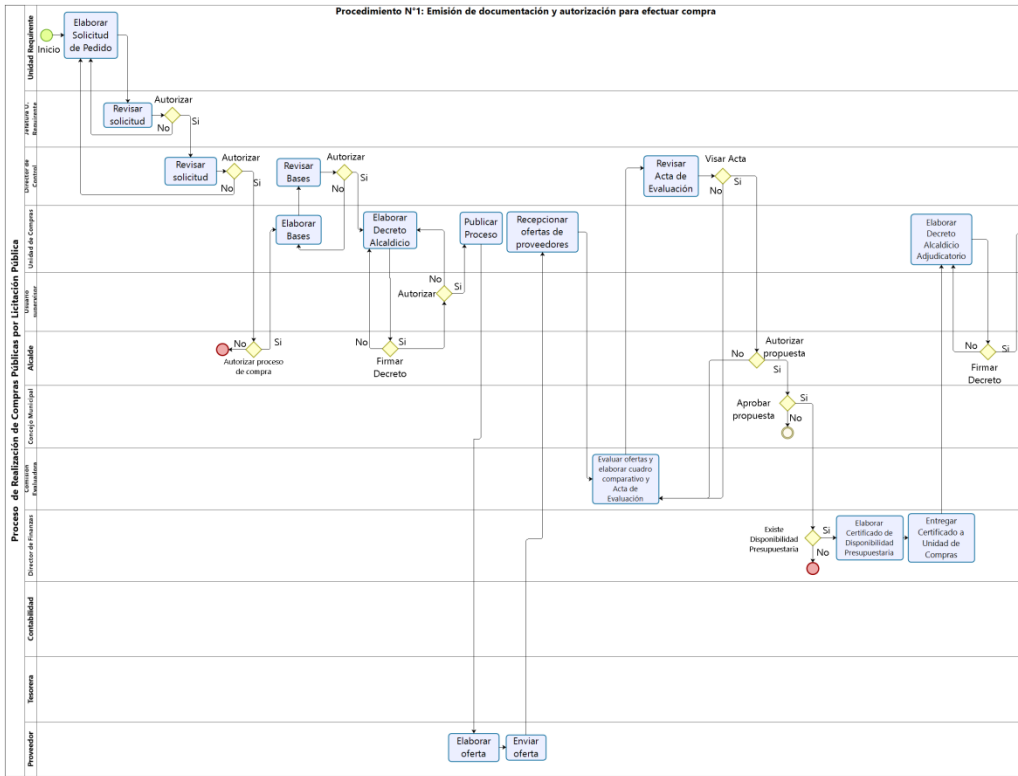 Procedimiento N°1: Emisión de documentación y autorización para efectuar compra
Proceso de Realización de Compras Públicas por Licitación Pública
Unidad Requirente
Inicio
Elaborar
Solicitud
de Pedido
Jefatura U.
Requirente
Revisar
solicitud
Autorizar
Si
No
Director de
Control
Revisar
solicitud
Autorizar
Si
No
Revisar
Bases
Autorizar
Si
No
Revisar
Acta de
Evaluación
Visar Acta
Si
No
Unidad de Compras
Elaborar
Bases
Elaborar
Decreto
Alcaldicio
Publicar
Proceso
Recepcionar
ofertas de
proveedores
Elaborar
Decreto
Alcaldicio
Adjudicatorio
Usuario
supervisor
No
Autorizar
Si
Alcalde
No
Si
Autorizar proceso
de compra
No
Si
Firmar
Decreto
No
Autorizar
propuesta
Si
No
Si
Firmar
Decreto
Concejo Municipal
Aprobar
propuesta
Si
No
Comisión
Evaluadora
Evaluar ofertas y
elaborar cuadro
comparativo y
Acta de
Evaluación
Director de Finanzas
Existe
Disponibilidad
Presupuestaria
Si
No
Elaborar
Certificado de
Disponibilidad
Presupuestaria
Entregar
Certificado a
Unidad de
Compras
Contabilidad
Tesorera
Proveedor
Elaborar
oferta
Enviar
oferta